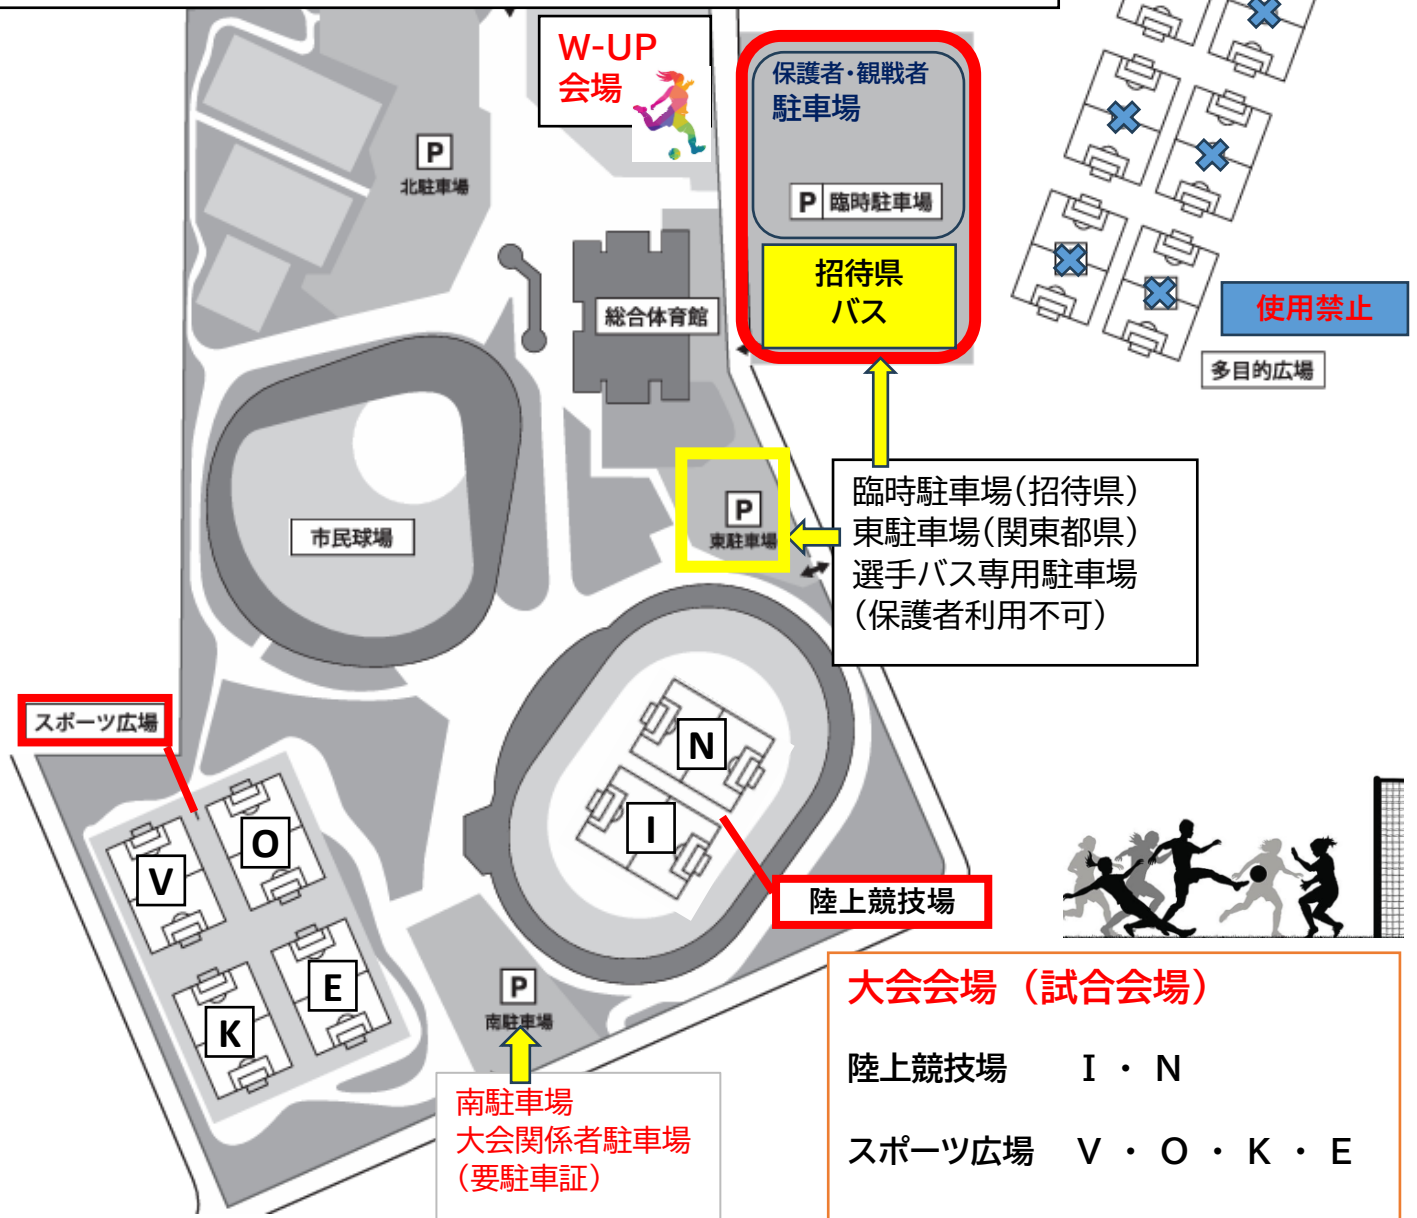 W-UP
会場
保護者・観戦者
駐車場
P
北駐車場
P 臨時駐車場
招待県
バス
総合体育館
使用禁止
多目的広場
臨時駐車場(招待県)
東駐車場(関東都県)
選手バス専用駐車場
(保護者利用不可)
P
東駐車場
市民球場
スポーツ広場
N
I
O
V
E
K
陸上競技場
P
南駐車場
南駐車場
大会関係者駐車場
(要駐車証)
大会会場 (試合会場)
陸上競技場 I ・ N
スポーツ広場 V ・ O ・ K ・ E